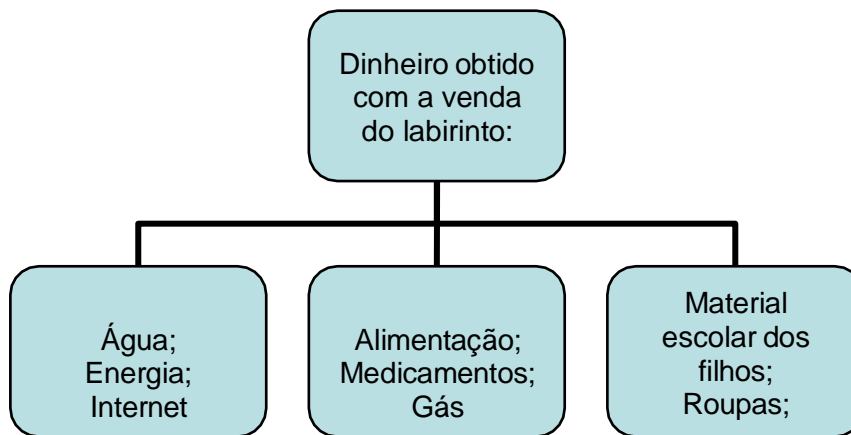 Dinheiro obtido
com a venda
do labirinto:
Água;
Energia;
Internet
Alimentação;
Medicamentos;
Gás
Material
escolar dos
filhos;
Roupas;